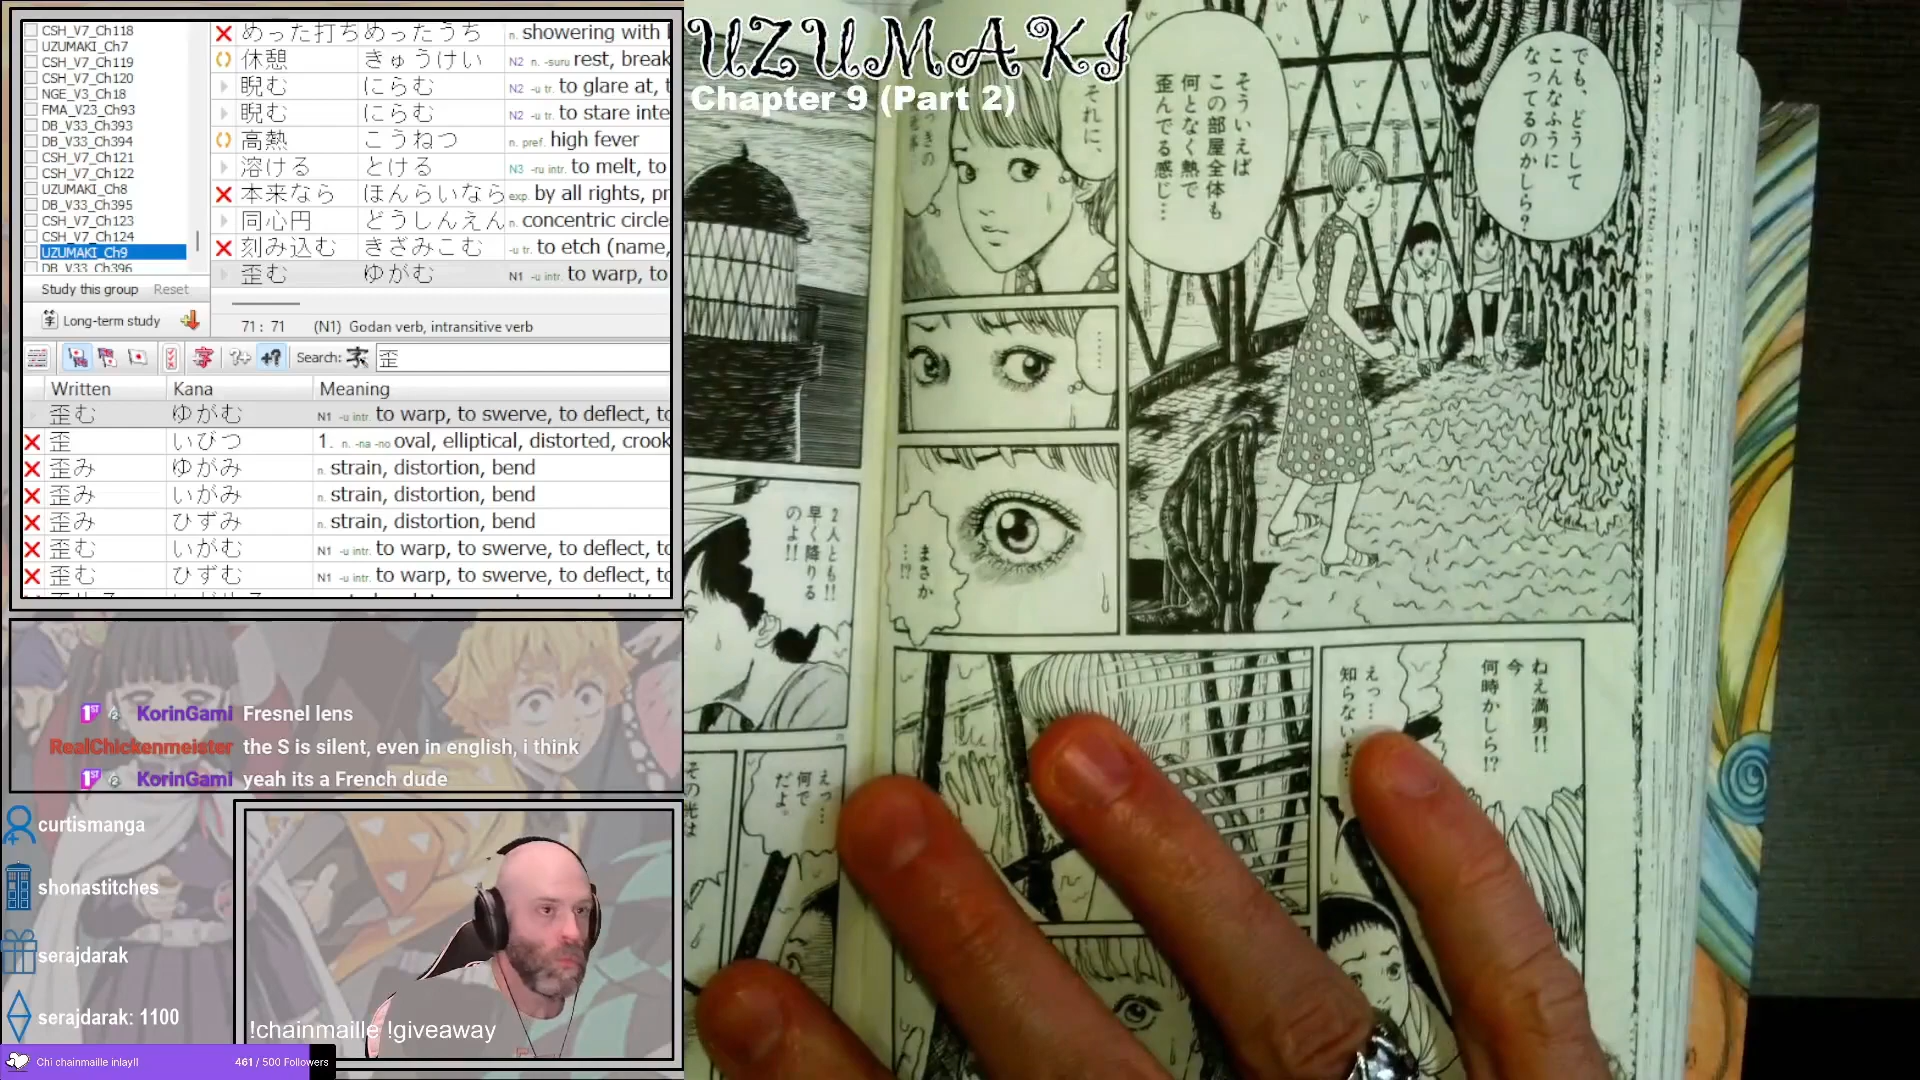 CSH_V7_Ch118
UZUMAKI_Ch7
CSH_V7_Ch119
CSH_V7_Ch120
NGE_V3_Ch18
FMA_V23_Ch93
DB_V33_Ch393
DB_V33_Ch394
CSH_V7_Ch121
CSH_V7_Ch122
UZUMAKI_Ch8
DB_V33_Ch395
CSH_V7_Ch123
CSH_V7_Ch124
UZUMAKI_Ch9
DB_V33_Ch396
Study this group Reset
Long-term study
めった打ち めったうち n. showering with
休憩 きゅうけい N2 n. -suru rest, break
睨む にらむ N2 -u tr. to glare at, t
睨む にらむ N2 -u tr. to stare inte
高熱 こうねつ n. pref. high fever
溶ける とける N3 -ru intr. to melt, to
本来なら ほんらいなら exp. by all rights, pr
同心円 どうしんえん n. concentric circle
刻み込む きざみこむ -u tr. to etch (name,
歪む ゆがむ N1 -u intr. to warp, to
71: 71 (N1) Godan verb, intransitive verb
Search: 歪
Written Kana Meaning
歪む ゆがむ N1 -u intr. to warp, to swerve, to deflect, to
歪 いびつ 1. n. -na -no oval, elliptical, distorted, crook
歪み ゆがみ n. strain, distortion, bend
歪み いがみ n. strain, distortion, bend
歪み ひずみ n. strain, distortion, bend
歪む いがむ N1 -u intr. to warp, to swerve, to deflect, to
歪む ひずむ N1 -u intr. to warp, to swerve, to deflect, to
KorinGami Fresnel lens
RealChickenmeister the S is silent, even in english, i think
KorinGami yeah its a French dude
curtismanga
shonastitches
serajdarak
serajdarak: 1100
!chainmaille !giveaway
Chi chainmaille inlayII 461 / 500 Followers
UZUMAKI
Chapter 9 (Part 2)
でも、どうして
こんなふうに
なってるのかしら?
そういえば
この部屋全体も
何となく熱で
歪んでる感じ…
それに、
……
まさか
…!?
ねえ満男!!
今
何時かしら!?
えっ…
知らないよ…
2人とも!!
早く降りる
のよ!!
えっ…
何で
だよ。
その光は